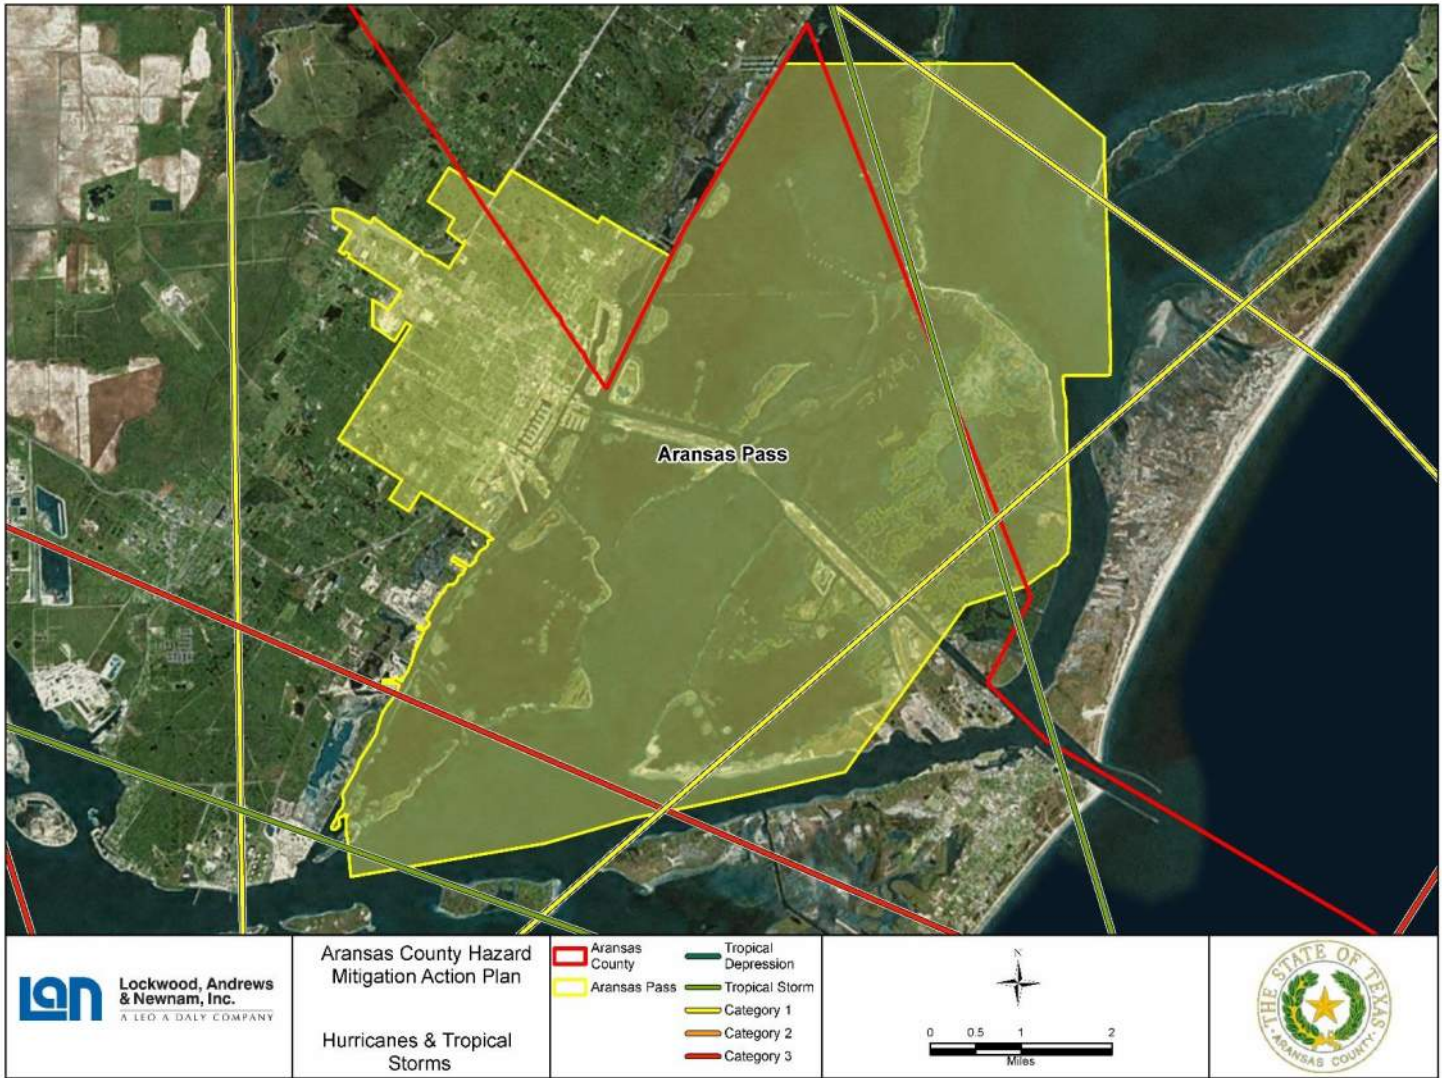 Aransas Pass
LAN
Lockwood, Andrews
& Newnam, Inc.
A LEO A DALY COMPANY
Aransas County Hazard
Mitigation Action Plan
Hurricanes & Tropical
Storms
Aransas
County
Aransas Pass
Tropical
Depression
Tropical Storm
Category 1
Category 2
Category 3
N
0 0.5 1 2
Miles
THE STATE OF TEXAS
ARANSAS COUNTY